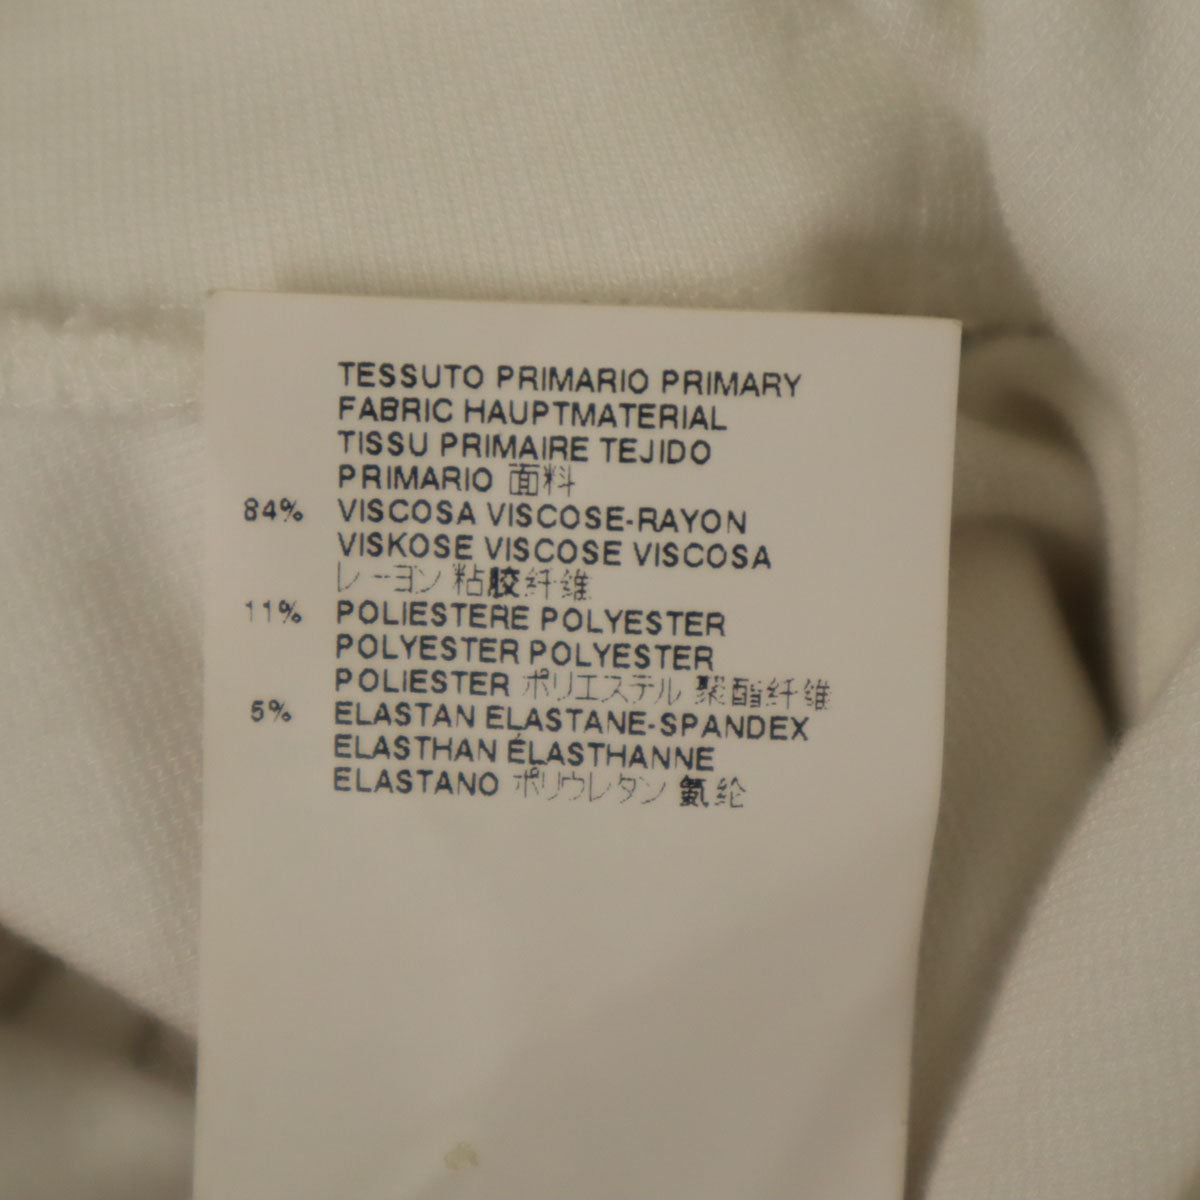 TESSUTO PRIMARIO PRIMARY
FABRIC HAUPTMATERIAL
TISSU PRIMAIRE TEJIDO
PRIMARIO 面料
84% VISCOSA VISCOSE-RAYON
VISKOSE VISCOSE VISCOSA
レーヨン 粘胶纤维
11% POLIESTERE POLYESTER
POLYESTER POLYESTER
POLIESTER ポリエステル 聚酯纤维
5% ELASTAN ELASTANE-SPANDEX
ELASTHAN ÉLASTHANNE
ELASTANO ポリウレタン 氨纶